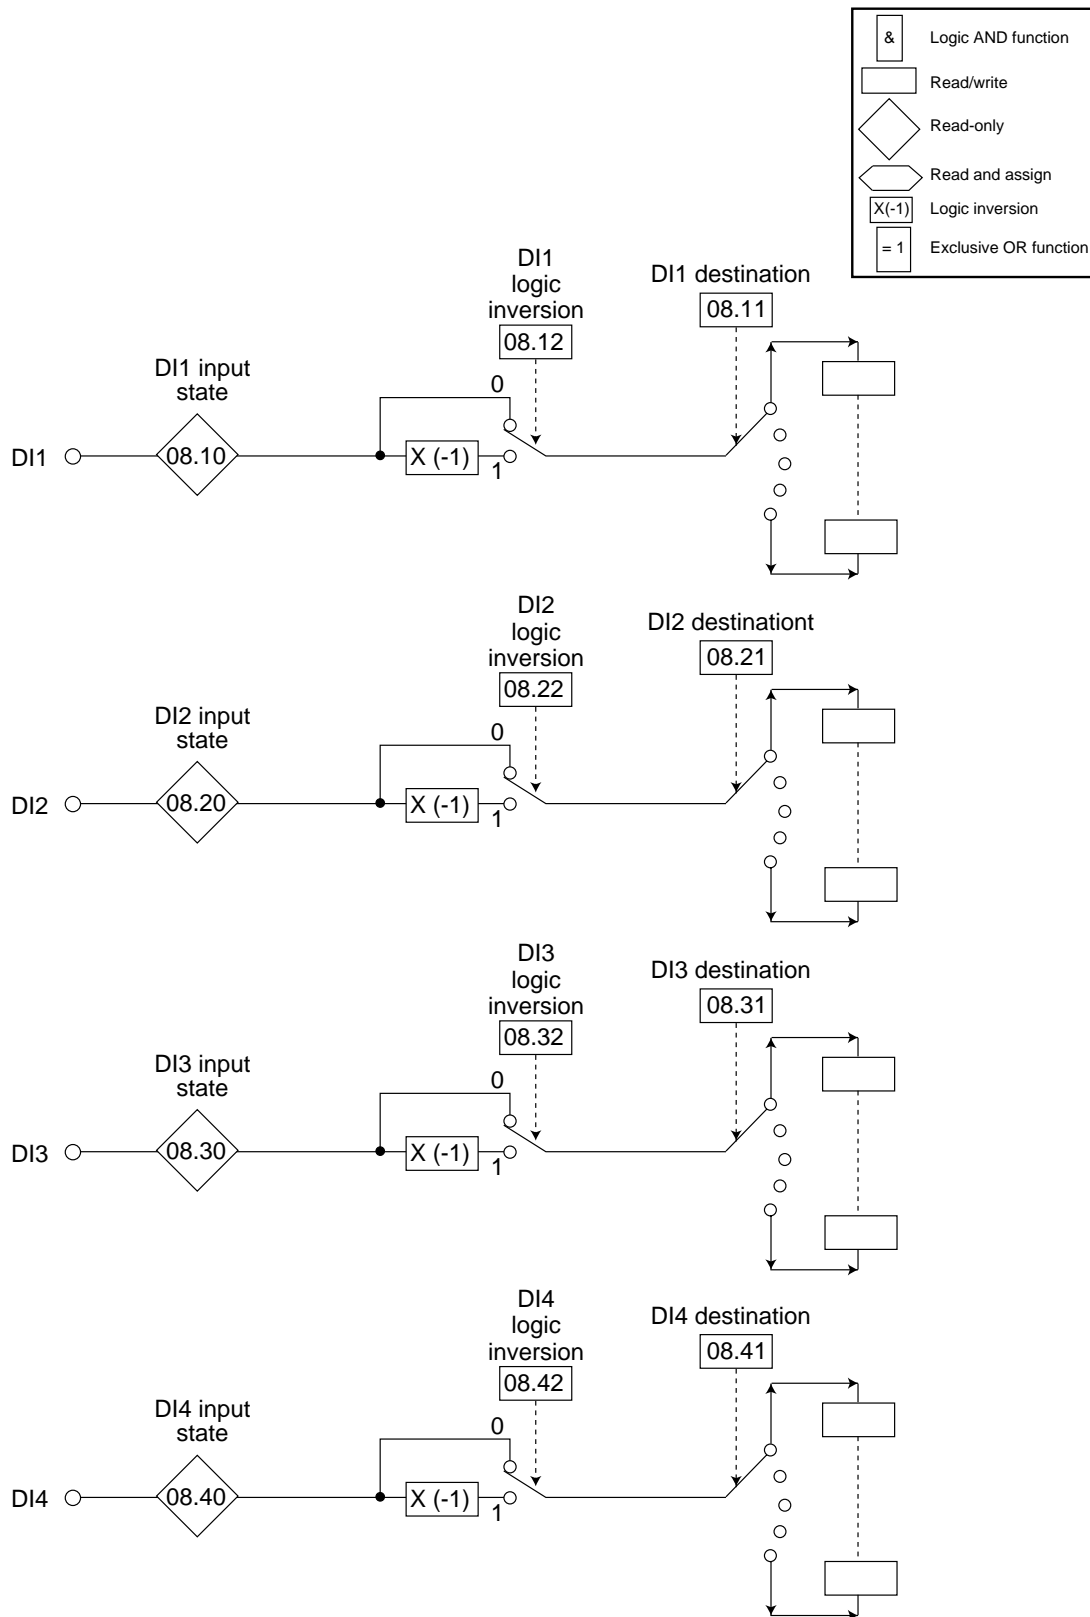 & Logic AND function
Read/write
Read-only
Read and assign
X(-1) Logic inversion
= 1 Exclusive OR function
DI1
logic
inversion
08.12
DI1 destination
08.11
DI1 input
state
08.10
DI1
0
X (-1)
1
DI2
logic
inversion
08.22
DI2 destinationt
08.21
DI2 input
state
08.20
DI2
0
X (-1)
1
DI3
logic
inversion
08.32
DI3 destination
08.31
DI3 input
state
08.30
DI3
0
X (-1)
1
DI4
logic
inversion
08.42
DI4 destination
08.41
DI4 input
state
08.40
DI4
0
X (-1)
1